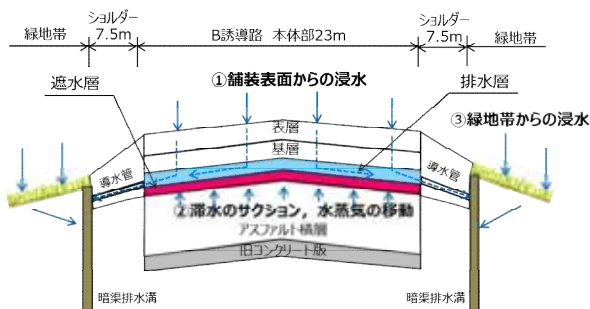 ショルダー
ショルダー
緑地帯
7.5m
B誘導路 本体部23m
7.5m
緑地帯
①舗装表面からの浸水
遮水層
排水層
表層
③緑地帯からの浸水
基層
導水管
導水管
②滞水のサクション，水蒸気の移動
アスファルト積層
旧コンクリート版
暗渠排水溝
暗渠排水溝